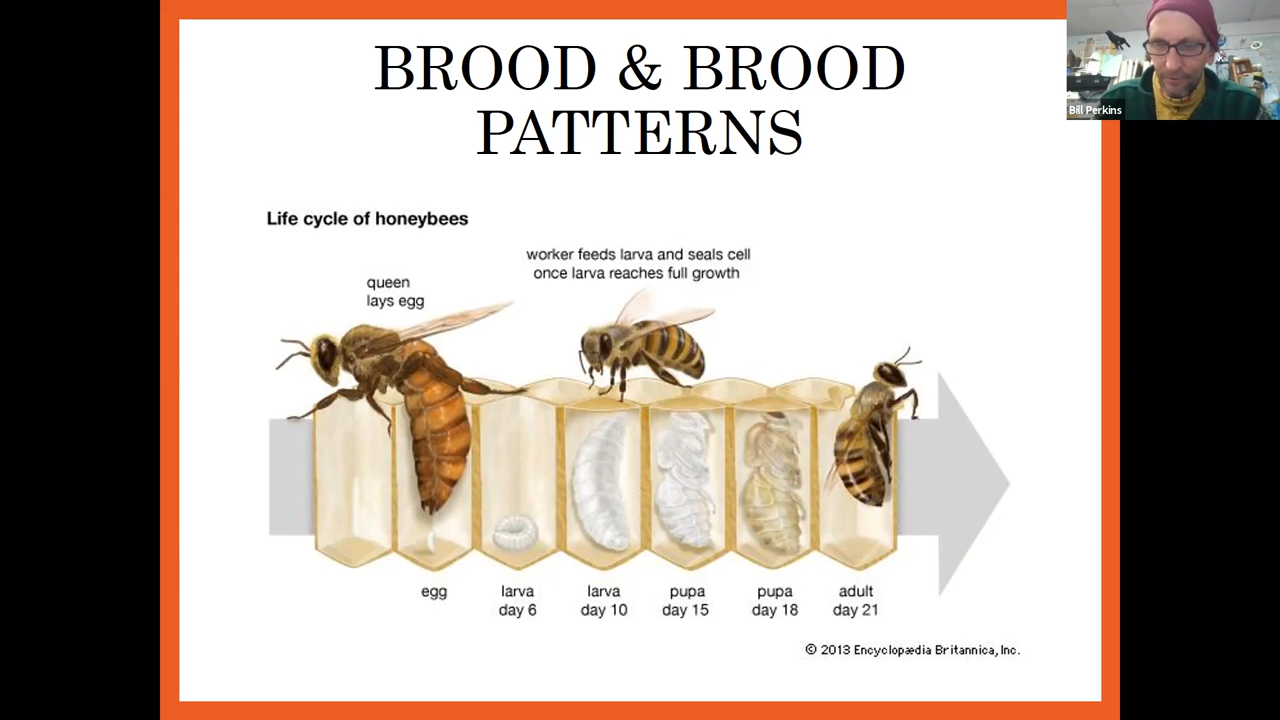 BROOD & BROOD
PATTERNS
Bill Perkins
Life cycle of honeybees
worker feeds larva and seals cell
once larva reaches full growth
queen
lays egg
egg
larva
day 6
larva
day 10
pupa
day 15
pupa
day 18
adult
day 21
© 2013 Encyclopædia Britannica, Inc.